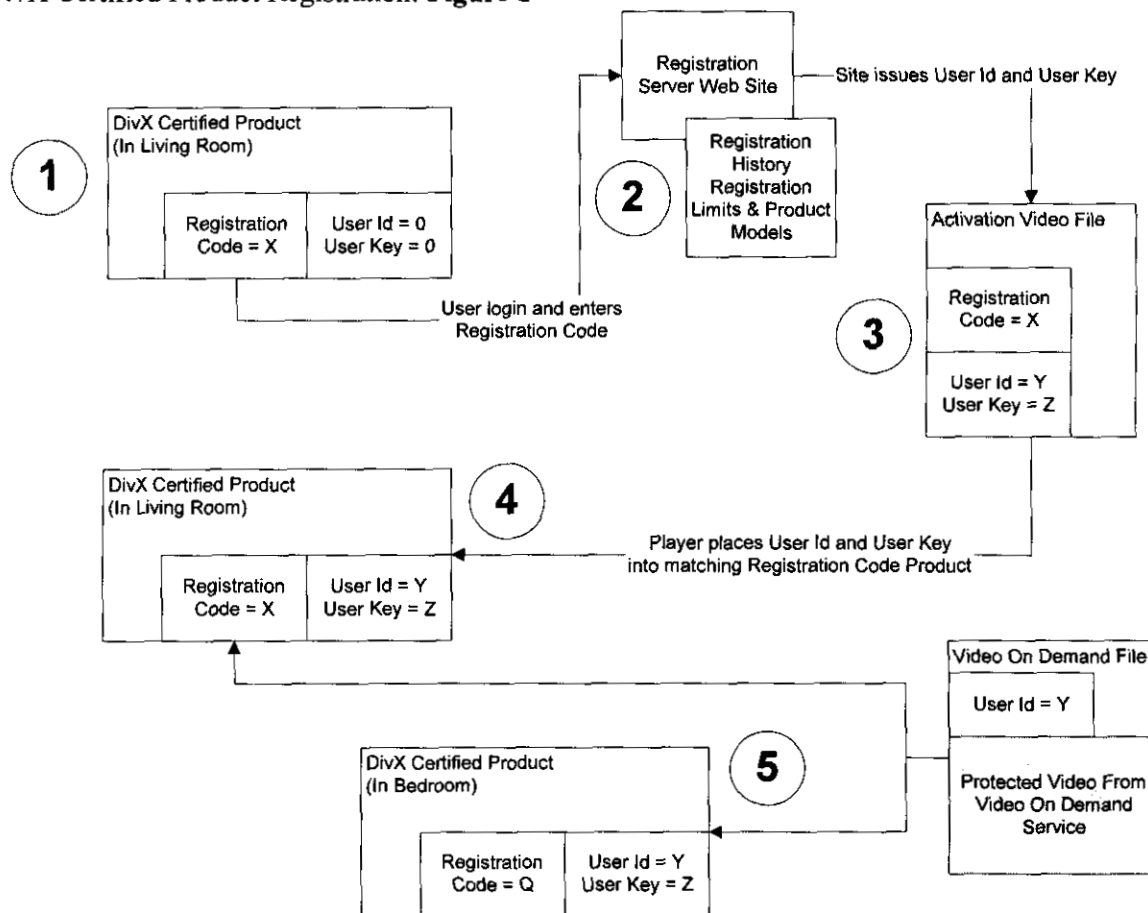 Certified Product Registration: Figure
Registration
Server Web Site
Site issues User Id and User Key
DivX Certified Product
(In Living Room)
1
Registration
Code = X
User Id = 0
User Key = 0
2
Registration
History
Registration
Limits & Product
Models
User login and enters
Registration Code
Activation Video File
3
Registration
Code = X
User Id = Y
User Key = Z
DivX Certified Product
(In Living Room)
4
Registration
Code = X
User Id = Y
User Key = Z
Player places User Id and User Key
into matching Registration Code Product
Video On Demand File
User Id = Y
Protected Video From
Video On Demand
Service
DivX Certified Product
(In Bedroom)
5
Registration
Code = Q
User Id = Y
User Key = Z